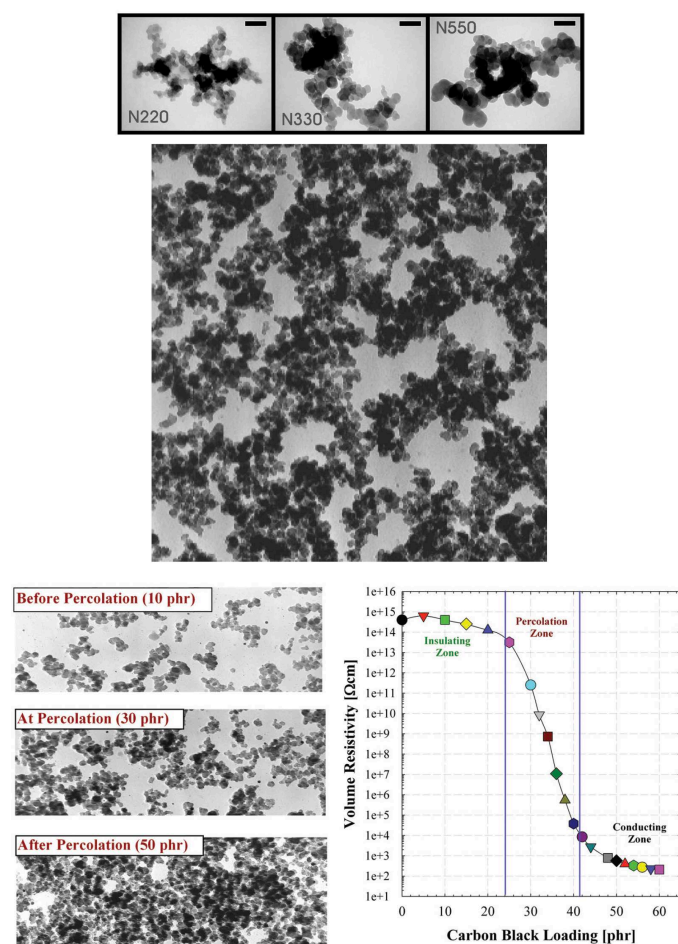 N220
N330
N550
Before Percolation (10 phr)
At Percolation (30 phr)
After Percolation (50 phr)
Volume Resistivity [Ωcm]
1e+16
1e+15
1e+14
1e+13
1e+12
1e+11
1e+10
1e+9
1e+8
1e+7
1e+6
1e+5
1e+4
1e+3
1e+2
1e+1
Insulating
Zone
Percolation
Zone
Conducting
Zone
0 10 20 30 40 50 60
Carbon Black Loading [phr]